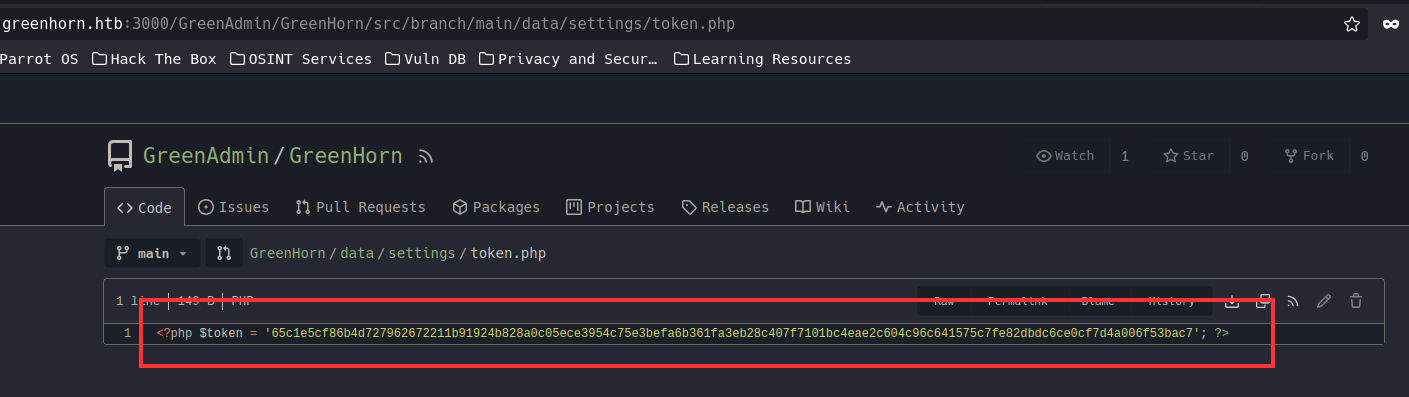 greenhorn.htb:3000/GreenAdmin/GreenHorn/src/branch/main/data/settings/token.php
Parrot OS Hack The Box OSINT Services Vuln DB Privacy and Secur… Learning Resources
GreenAdmin/GreenHorn Watch 1 Star 0 Fork 0
Code Issues Pull Requests Packages Projects Releases Wiki Activity
main GreenHorn/data/settings/token.php
1 line 149 B PHP Raw Permalink Blame History
1 <?php $token = '65c1e5cf86b4d727962672211b91924b828a0c05ece3954c75e3befa6b361fa3eb28c407f7101bc4eae2c604c96c641575c7fe82dbdc6ce0cf7d4a006f53bac7'; ?>